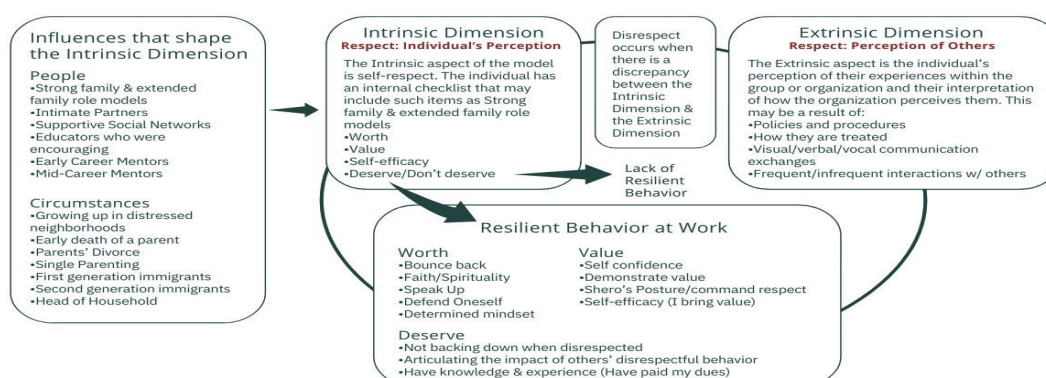 Influences that shape
the Intrinsic Dimension
People
•Strong family & extended
family role models
•Intimate Partners
•Supportive Social Networks
•Educators who were
encouraging
•Early Career Mentors
•Mid-Career Mentors
Circumstances
•Growing up in distressed
neighborhoods
•Early death of a parent
•Parents’ Divorce
•Single Parenting
•First generation immigrants
•Second generation immigrants
•Head of Household
Intrinsic Dimension
Respect: Individual’s Perception
The Intrinsic aspect of the model
is self-respect. The individual has
an internal checklist that may
include such items as Strong
family & extended family role
models
•Worth
•Value
•Self-efficacy
•Deserve/Don’t deserve
Disrespect
occurs when
there is a
discrepancy
between the
Intrinsic
Dimension &
the Extrinsic
Dimension
Extrinsic Dimension
Respect: Perception of Others
The Extrinsic aspect is the individual’s
perception of their experiences within the
group or organization and their interpretation
of how the organization perceives them. This
may be a result of:
•Policies and procedures
•How they are treated
•Visual/verbal/vocal communication
exchanges
•Frequent/infrequent interactions w/ others
Lack of
Resilient
Behavior
Resilient Behavior at Work
Worth
•Bounce back
•Faith/Spirituality
•Speak Up
•Defend Oneself
•Determined mindset
Value
•Self confidence
•Demonstrate value
•Shero’s Posture/command respect
•Self-efficacy (I bring value)
Deserve
•Not backing down when disrespected
•Articulating the impact of others’ disrespectful behavior
•Have knowledge & experience (Have paid my dues)